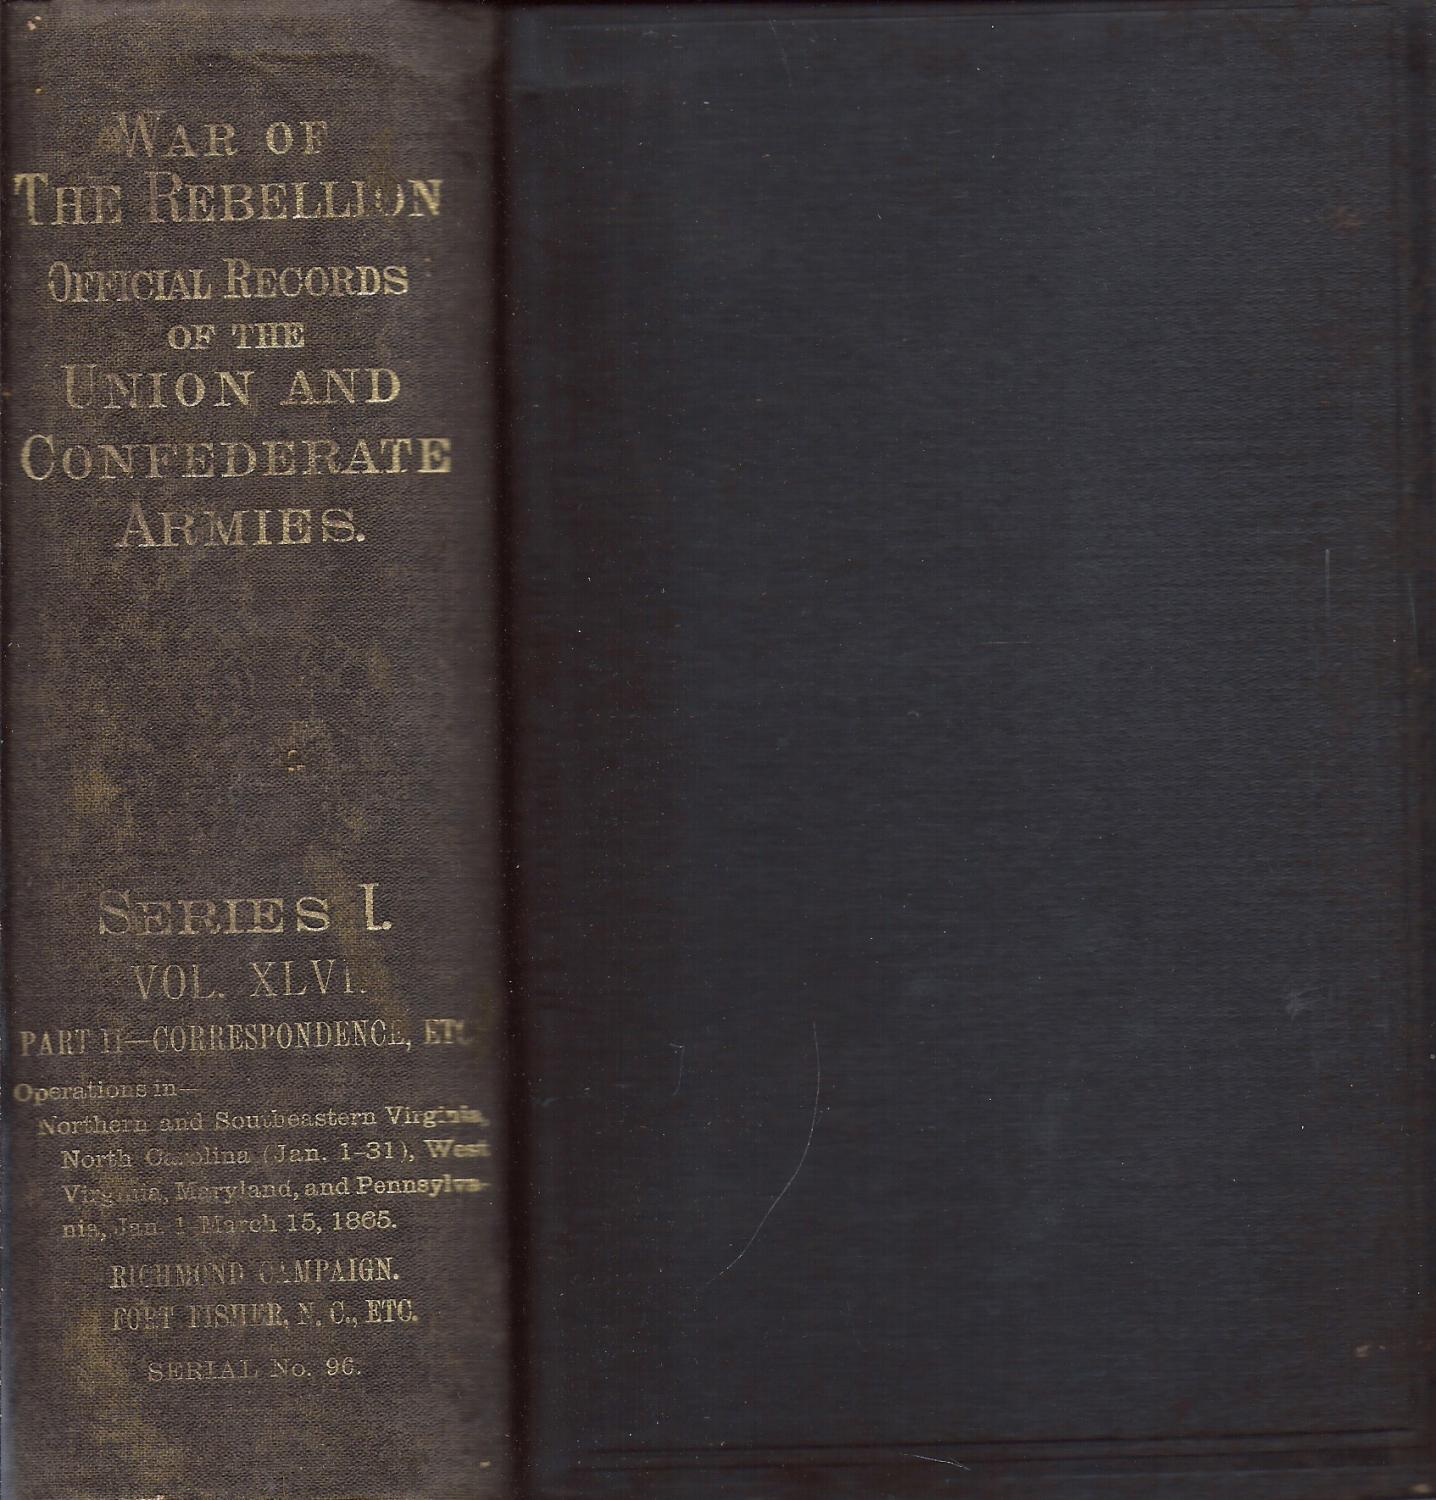 WAR OF
THE REBELLION
OFFICIAL RECORDS
OF THE
UNION AND
CONFEDERATE
ARMIES.
SERIES I.
VOL. XLVI.
PART II—CORRESPONDENCE, ETC.
Operations in—
Northern and Southeastern Virginia,
North Carolina (Jan. 1-31), West
Virginia, Maryland, and Pennsylva-
nia, Jan. 1 March 15, 1865.
RICHMOND CAMPAIGN.
FORT FISHER, N. C., ETC.
SERIAL No. 96.